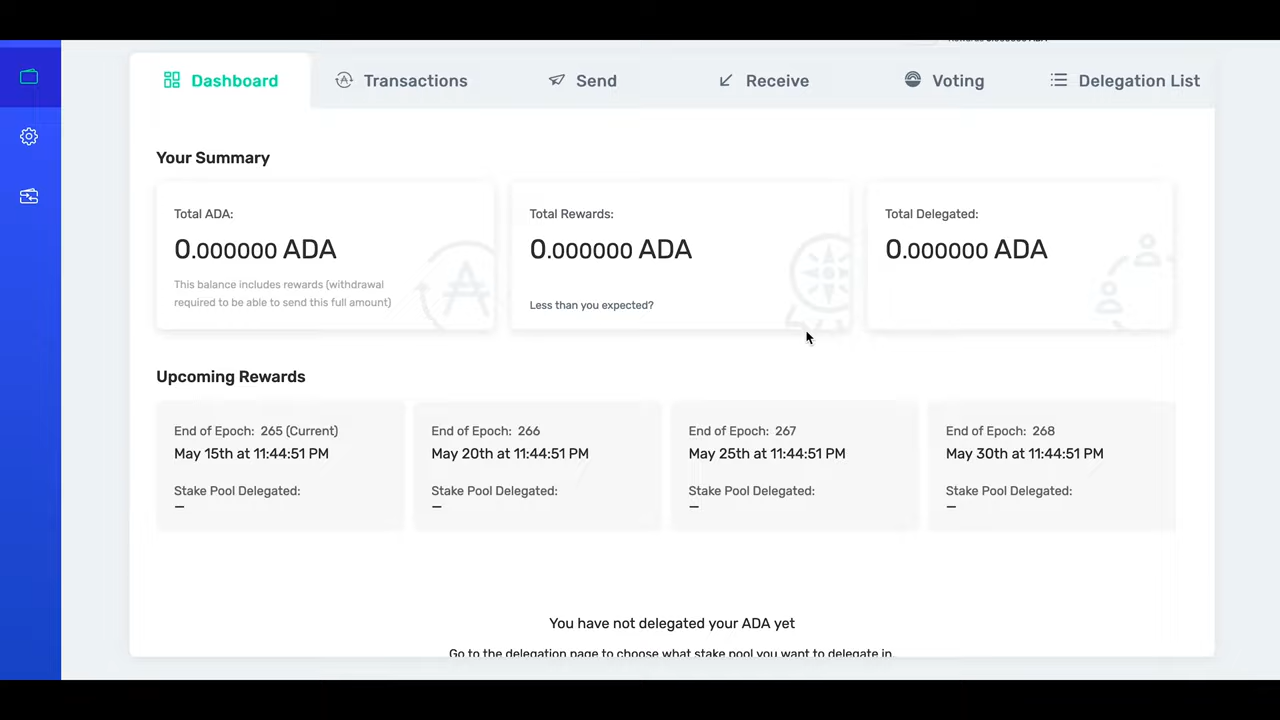 Dashboard
Transactions
Send
Receive
Voting
Delegation List
Your Summary
Total ADA:
0.000000 ADA
This balance includes rewards (withdrawal
required to be able to send this full amount)
Total Rewards:
0.000000 ADA
Less than you expected?
Total Delegated:
0.000000 ADA
Upcoming Rewards
End of Epoch: 265 (Current)
May 15th at 11:44:51 PM
Stake Pool Delegated:
—
End of Epoch: 266
May 20th at 11:44:51 PM
Stake Pool Delegated:
—
End of Epoch: 267
May 25th at 11:44:51 PM
Stake Pool Delegated:
—
End of Epoch: 268
May 30th at 11:44:51 PM
Stake Pool Delegated:
—
You have not delegated your ADA yet
Go to the delegation page to choose what stake pool you want to delegate in.